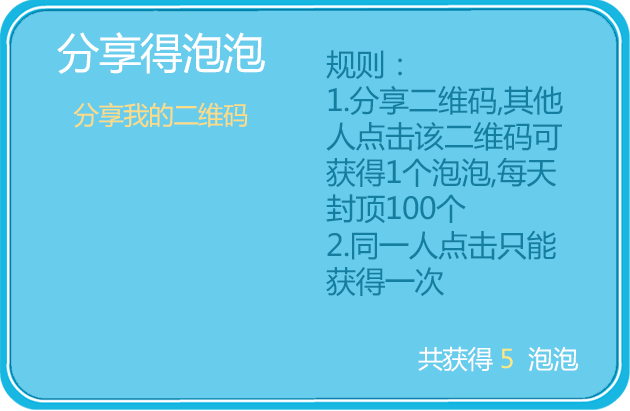 分享得泡泡
分享我的二维码
规则：
1.分享二维码,其他
人点击该二维码可
获得1个泡泡,每天
封顶100个
2.同一人点击只能
获得一次
共获得 5 泡泡